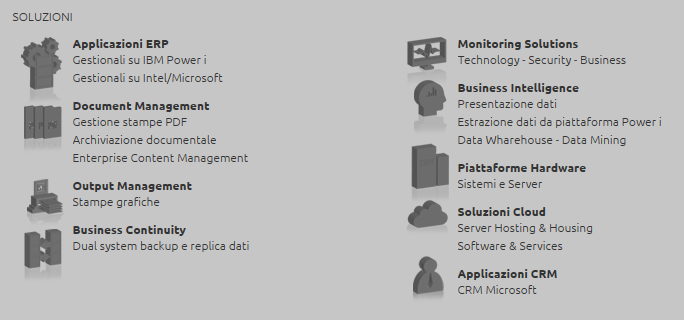 SOLUZIONI
Applicazioni ERP
Gestionali su IBM Power i
Gestionali su Intel/Microsoft
Document Management
Gestione stampe PDF
Archiviazione documentale
Enterprise Content Management
Output Management
Stampe grafiche
Business Continuity
Dual system backup e replica dati
Monitoring Solutions
Technology - Security - Business
Business Intelligence
Presentazione dati
Estrazione dati da piattaforma Power i
Data Wharehouse - Data Mining
Piattaforme Hardware
Sistemi e Server
Soluzioni Cloud
Server Hosting & Housing
Software & Services
Applicazioni CRM
CRM Microsoft